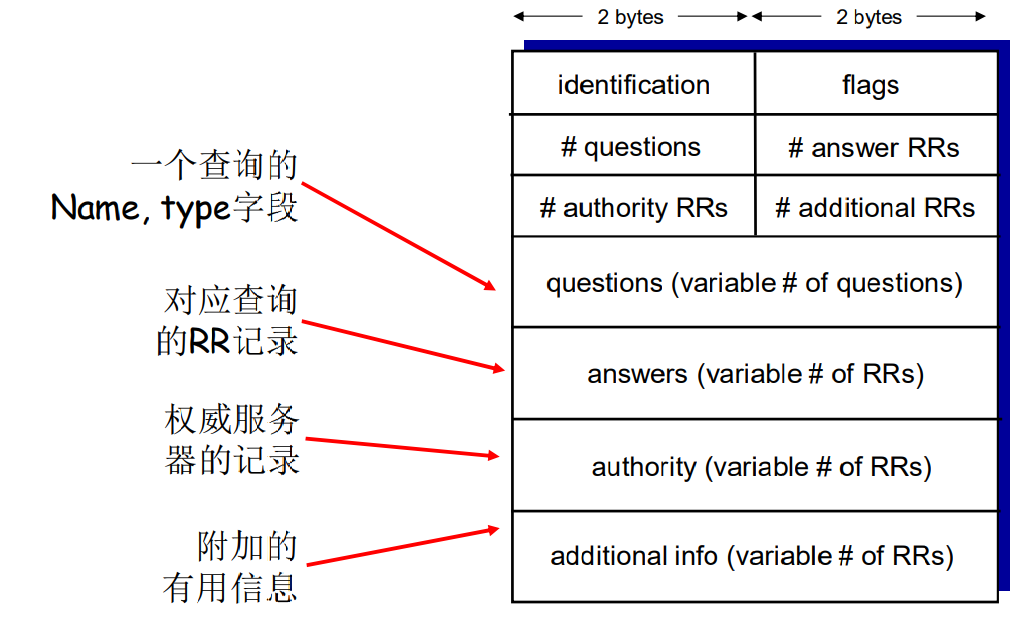 2 bytes 2 bytes
identification flags
# questions # answer RRs
# authority RRs # additional RRs
一个查询的
Name, type字段
questions (variable # of questions)
对应查询
的RR记录
answers (variable # of RRs)
权威服务
器的记录
authority (variable # of RRs)
附加的
有用信息
additional info (variable # of RRs)